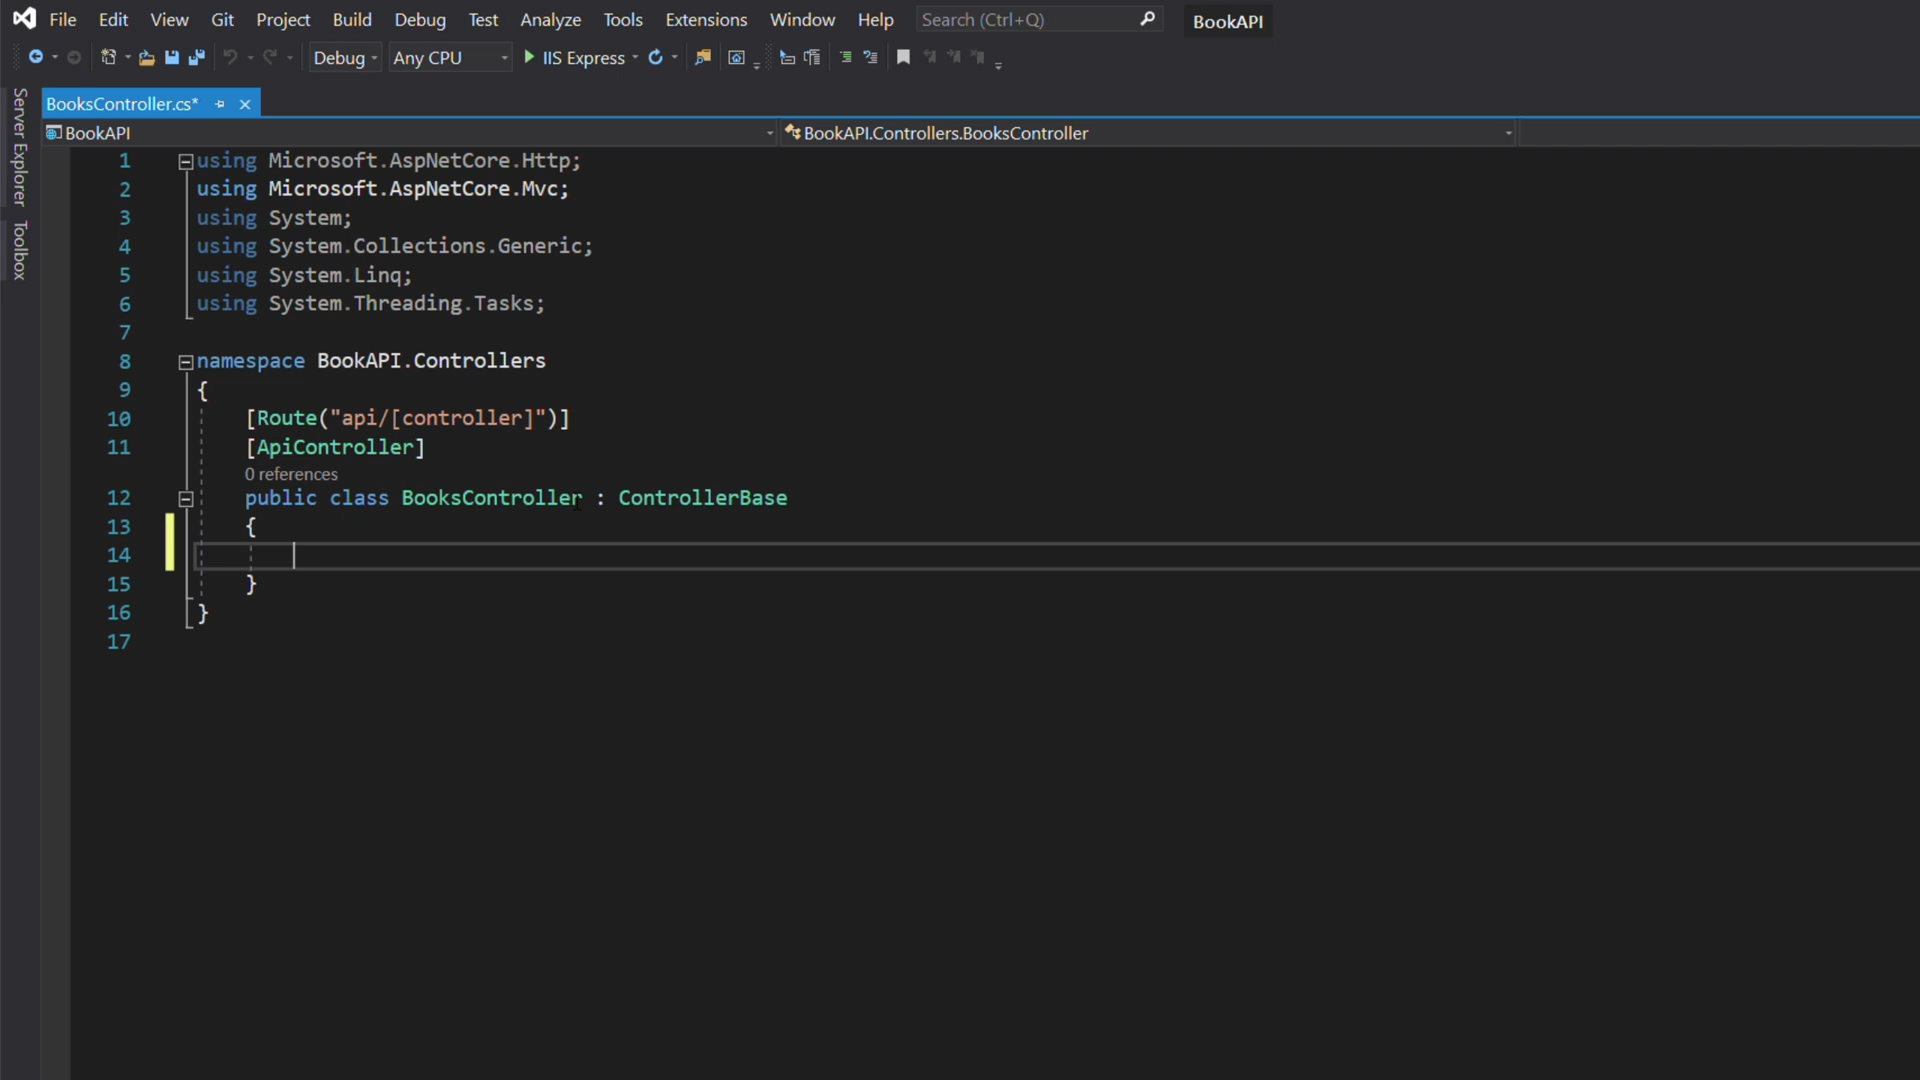 File Edit View Git Project Build Debug Test Analyze Tools Extensions Window Help Search (Ctrl+Q) BookAPI
Debug Any CPU IIS Express
Server Explorer
Toolbox
BooksController.cs*
BookAPI BookAPI.Controllers.BooksController
1 using Microsoft.AspNetCore.Http;
2 using Microsoft.AspNetCore.Mvc;
3 using System;
4 using System.Collections.Generic;
5 using System.Linq;
6 using System.Threading.Tasks;
7
8 namespace BookAPI.Controllers
9 {
10 [Route("api/[controller]")]
11 [ApiController]
0 references
12 public class BooksController : ControllerBase
13 {
14
15 }
16 }
17